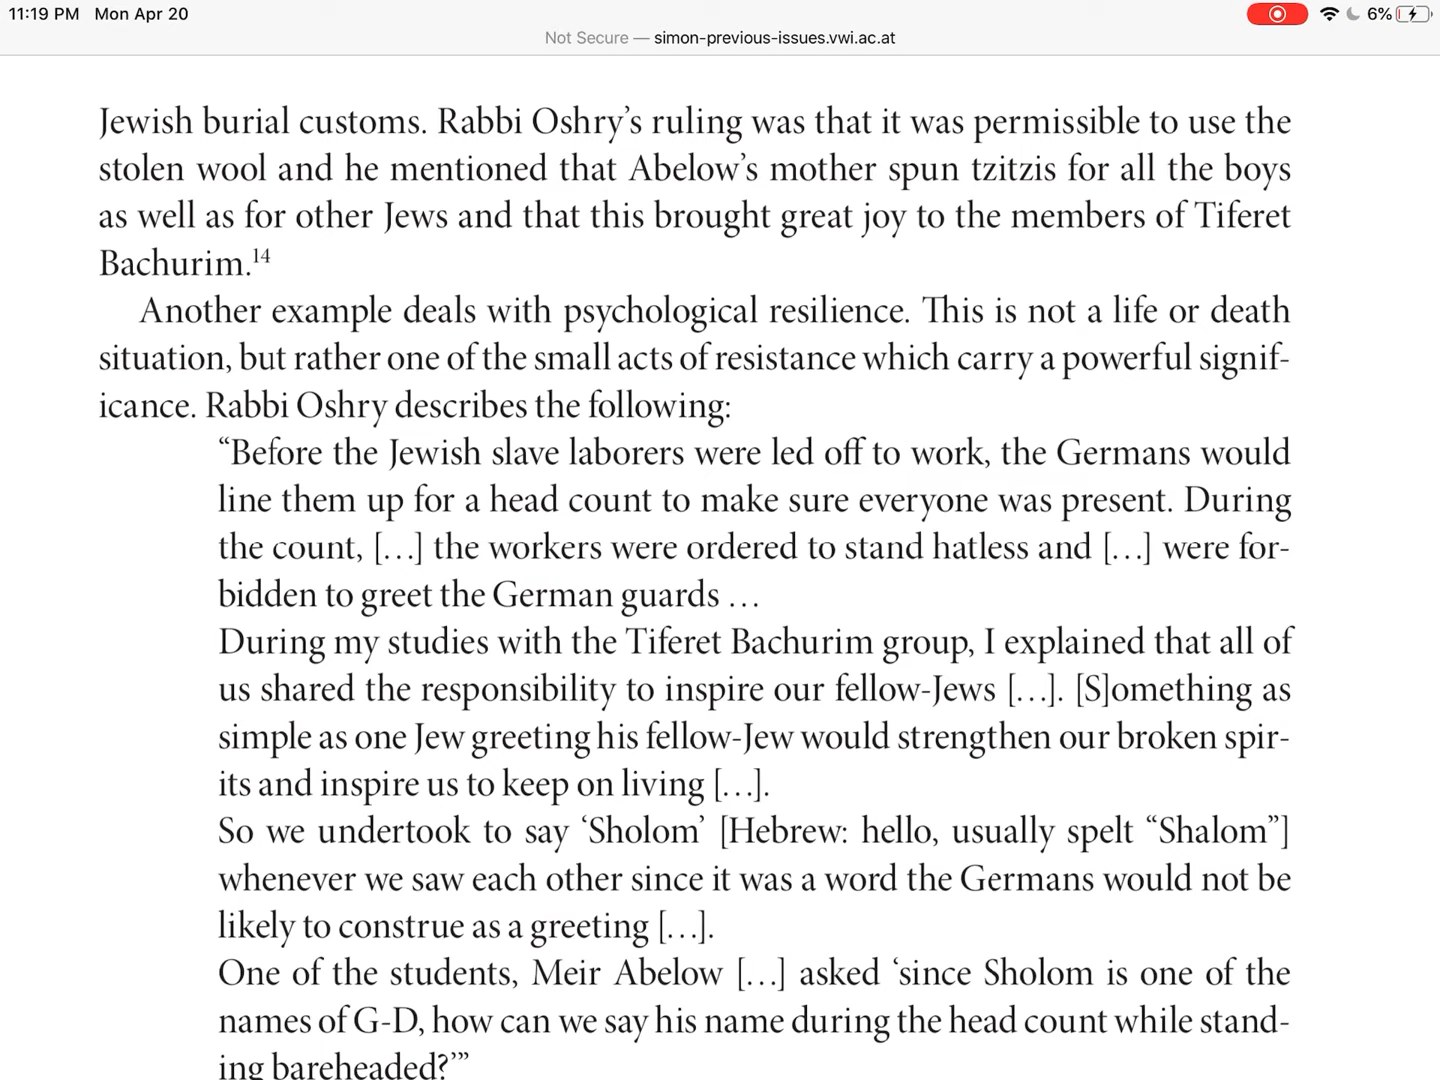 11:19 PM Mon Apr 20
6%
Not Secure — simon-previous-issues.vwi.ac.at
Jewish burial customs. Rabbi Oshry’s ruling was that it was permissible to use the
stolen wool and he mentioned that Abelow’s mother spun tzitzis for all the boys
as well as for other Jews and that this brought great joy to the members of Tiferet
Bachurim.¹⁴
Another example deals with psychological resilience. This is not a life or death
situation, but rather one of the small acts of resistance which carry a powerful signif-
icance. Rabbi Oshry describes the following:
“Before the Jewish slave laborers were led off to work, the Germans would
line them up for a head count to make sure everyone was present. During
the count, […] the workers were ordered to stand hatless and […] were for-
bidden to greet the German guards …
During my studies with the Tiferet Bachurim group, I explained that all of
us shared the responsibility to inspire our fellow-Jews […]. [S]omething as
simple as one Jew greeting his fellow-Jew would strengthen our broken spir-
its and inspire us to keep on living […].
So we undertook to say ‘Sholom’ [Hebrew: hello, usually spelt “Shalom”]
whenever we saw each other since it was a word the Germans would not be
likely to construe as a greeting […].
One of the students, Meir Abelow […] asked ‘since Sholom is one of the
names of G-D, how can we say his name during the head count while stand-
ing bareheaded?’”